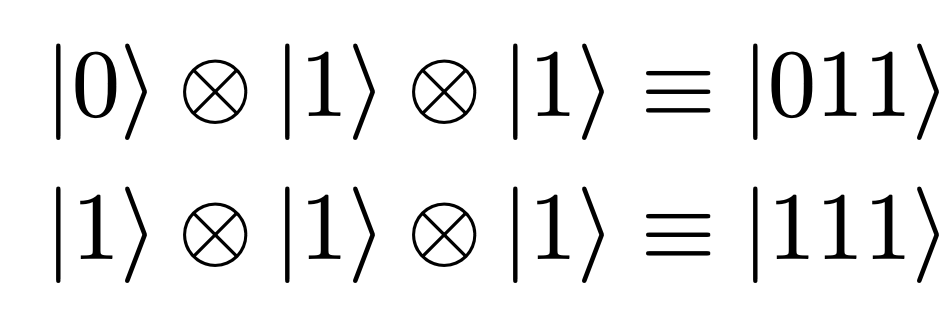 |0⟩ ⊗ |1⟩ ⊗ |1⟩ ≡ |011⟩
|1⟩ ⊗ |1⟩ ⊗ |1⟩ ≡ |111⟩